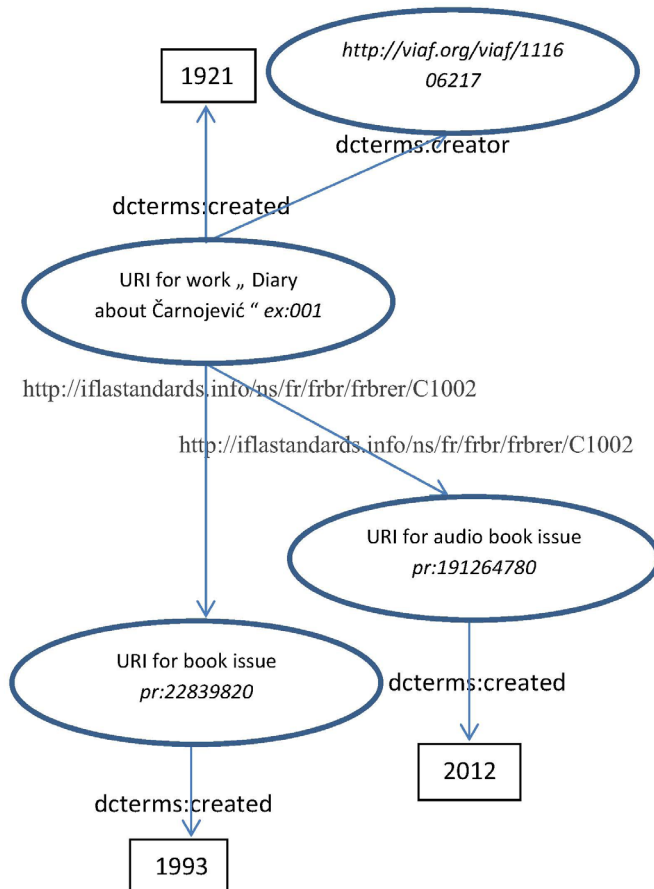 http://viaf.org/viaf/1116
06217
1921
dcterms:creator
dcterms:created
URI for work „ Diary
about Čarnojević “ ex:001
http://iflastandards.info/ns/fr/frbr/frbrer/C1002
http://iflastandards.info/ns/fr/frbr/frbrer/C1002
URI for audio book issue
pr:191264780
URI for book issue
pr:22839820
dcterms:created
2012
dcterms:created
1993